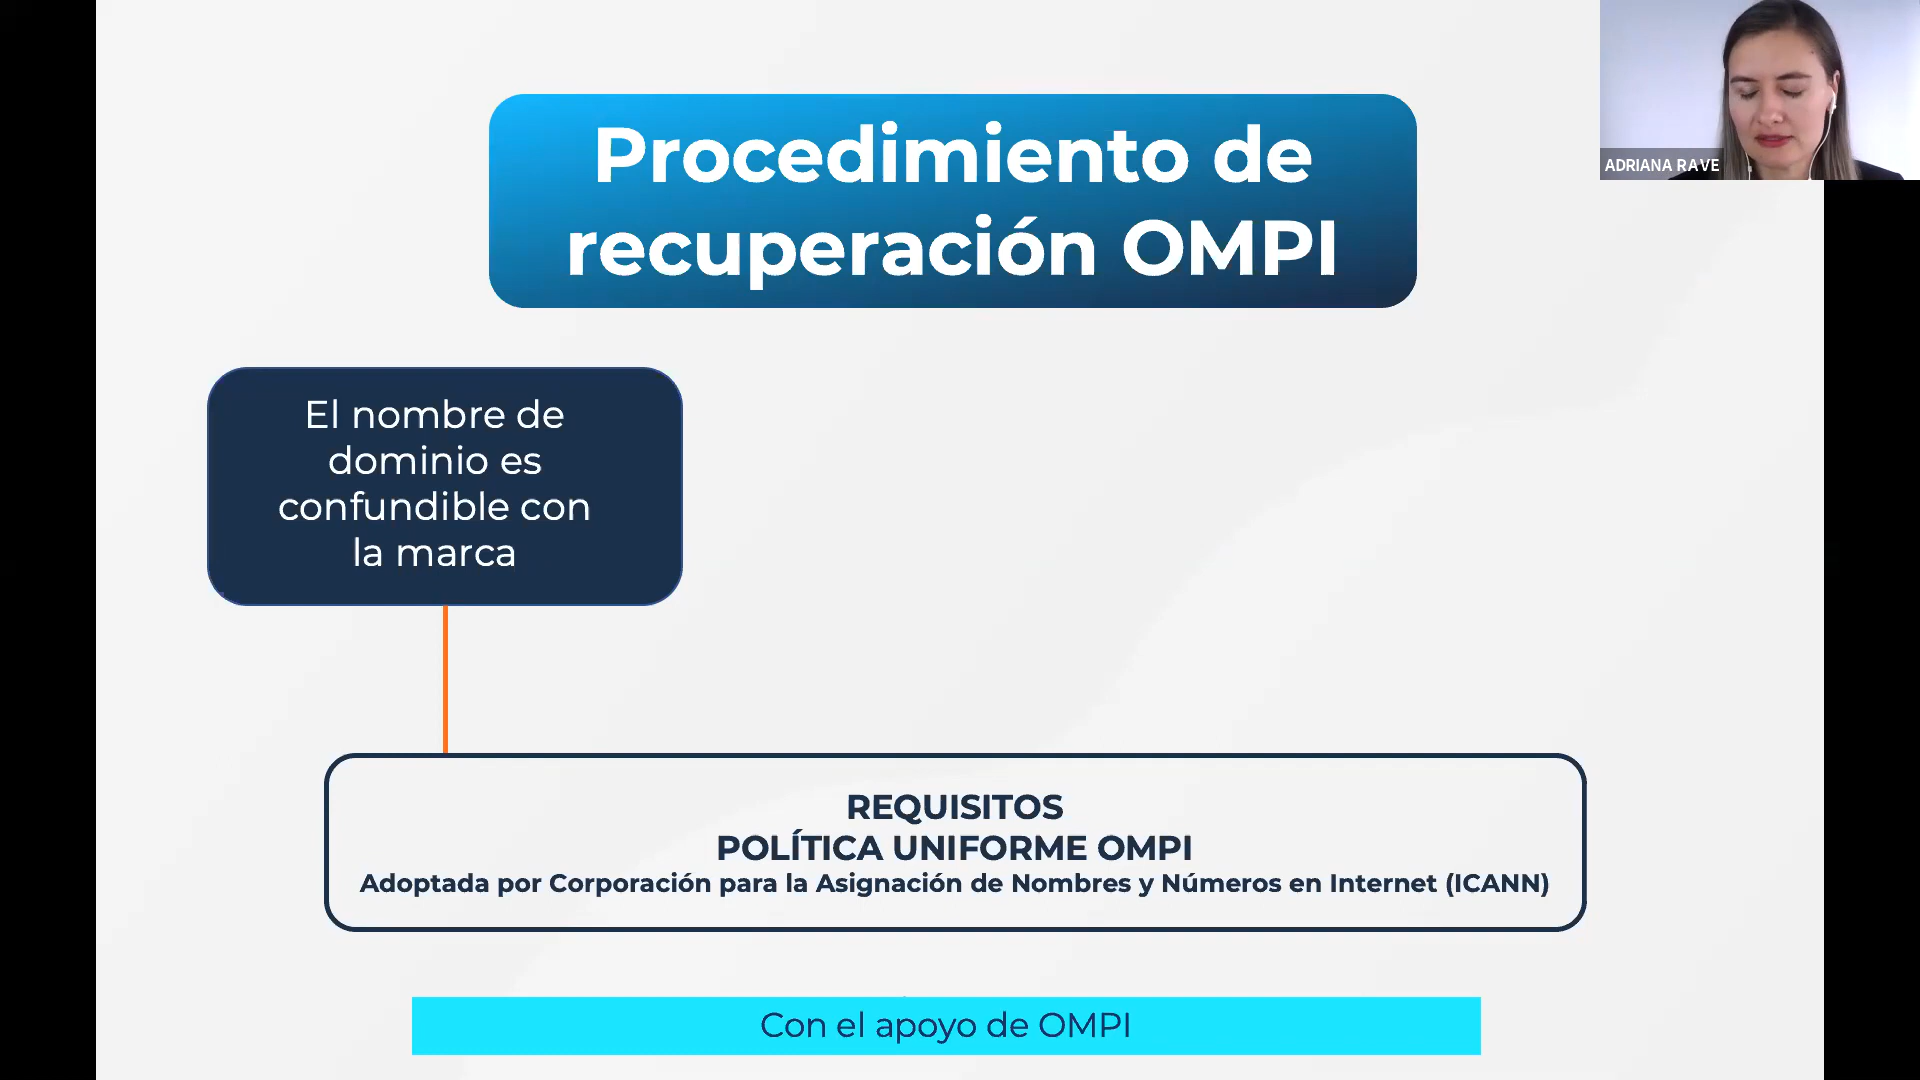 Procedimiento de
recuperación OMPI
ADRIANA RAVE
El nombre de
dominio es
confundible con
la marca
REQUISITOS
POLÍTICA UNIFORME OMPI
Adoptada por Corporación para la Asignación de Nombres y Números en Internet (ICANN)
Con el apoyo de OMPI